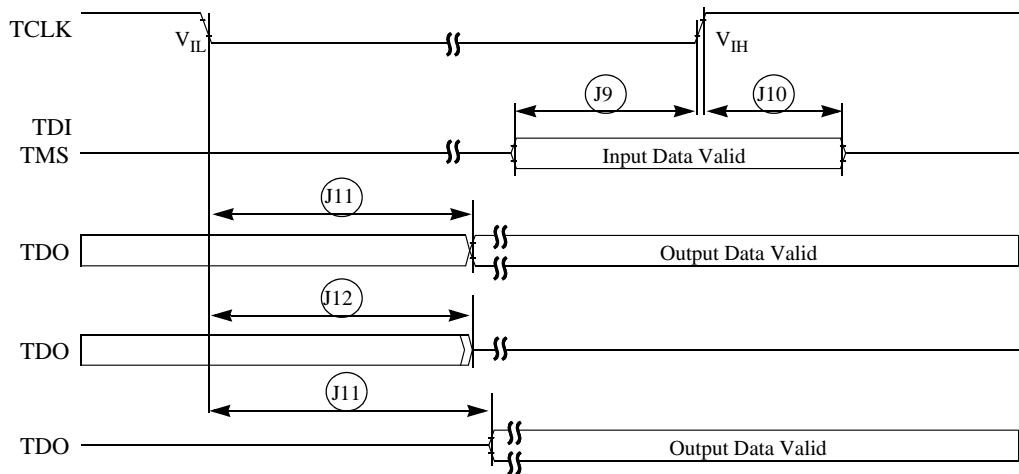 TCLK
V_IL
V_IH
J9
J10
TDI
TMS
Input Data Valid
J11
TDO
Output Data Valid
J12
TDO
J11
TDO
Output Data Valid